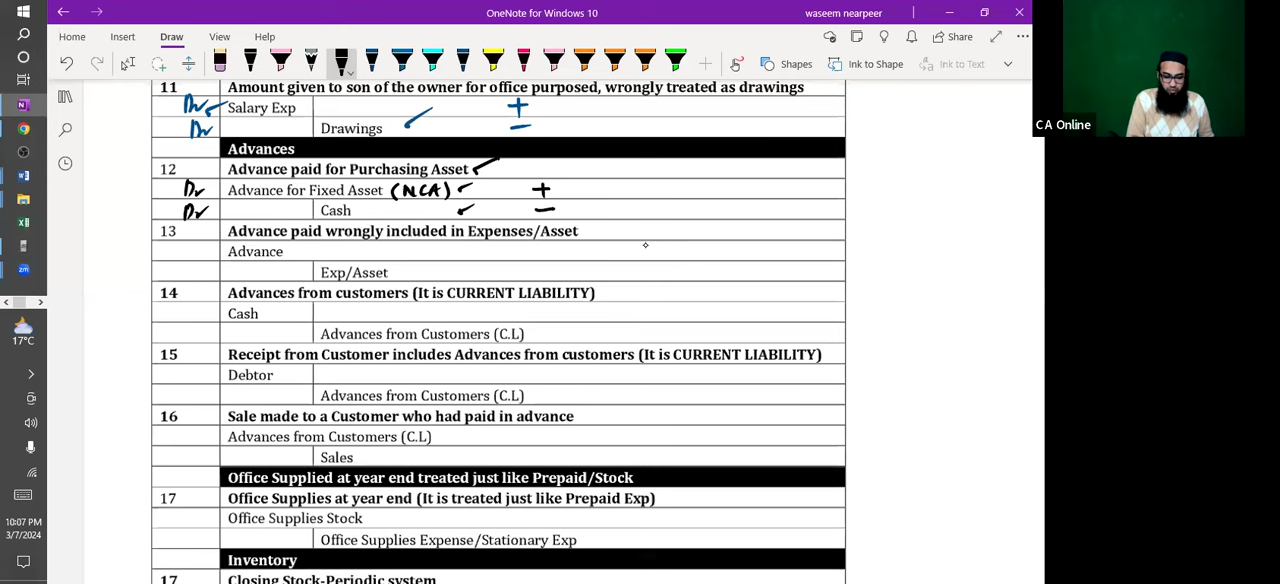 OneNote for Windows 10
waseem nearpeer
Home Insert Draw View Help
Share
Shapes
Ink to Shape
Ink to Text
11 Amount given to son of the owner for office purposed, wrongly treated as drawings
Dr Salary Exp +
Dr Drawings −
Advances
12 Advance paid for Purchasing Asset
Dr Advance for Fixed Asset (NCA) +
Dr Cash −
13 Advance paid wrongly included in Expenses/Asset
Advance
Exp/Asset
14 Advances from customers (It is CURRENT LIABILITY)
Cash
Advances from Customers (C.L)
15 Receipt from Customer includes Advances from customers (It is CURRENT LIABILITY)
Debtor
Advances from Customers (C.L)
16 Sale made to a Customer who had paid in advance
Advances from Customers (C.L)
Sales
Office Supplied at year end treated just like Prepaid/Stock
17 Office Supplies at year end (It is treated just like Prepaid Exp)
Office Supplies Stock
Office Supplies Expense/Stationary Exp
Inventory
17 Closing Stock-Periodic system
C A Online
17°C
10:07 PM
3/7/2024